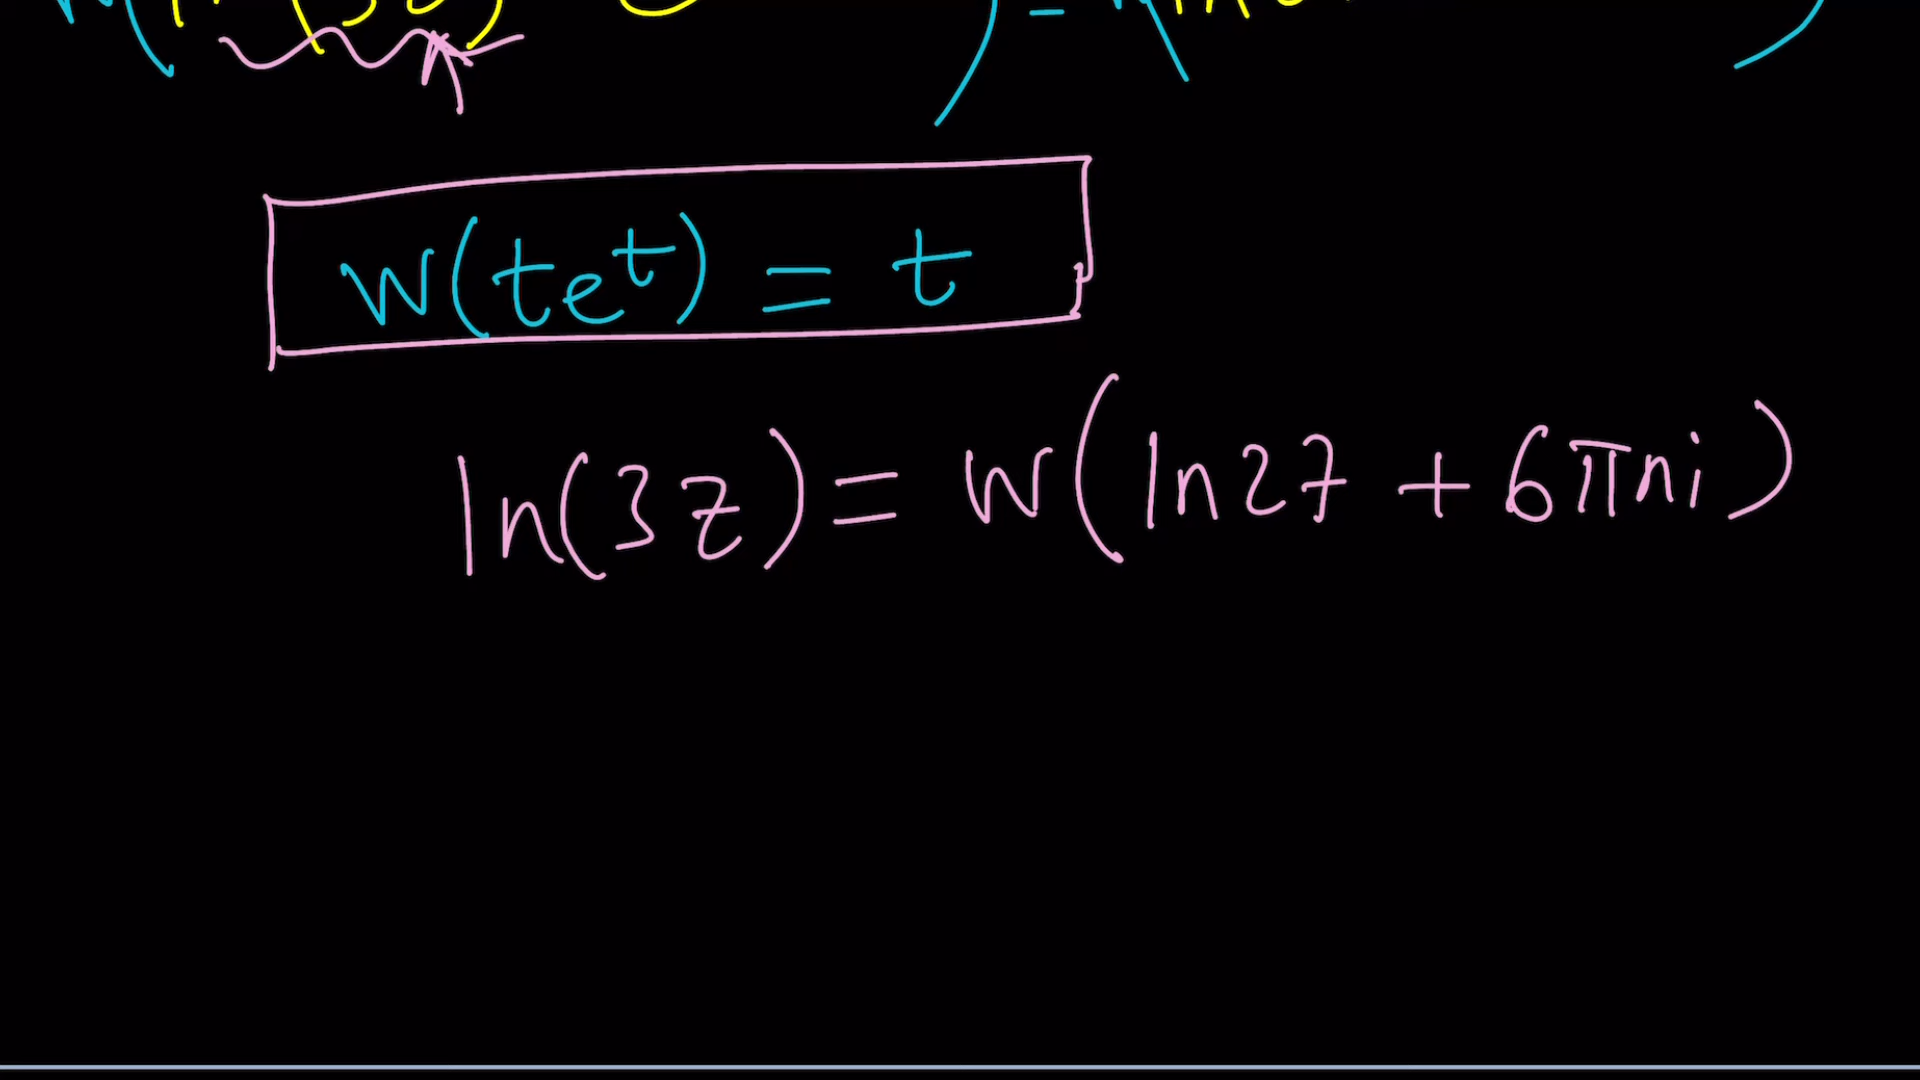 W(te^t) = t
ln(3z) = W(ln27 + 6πni)